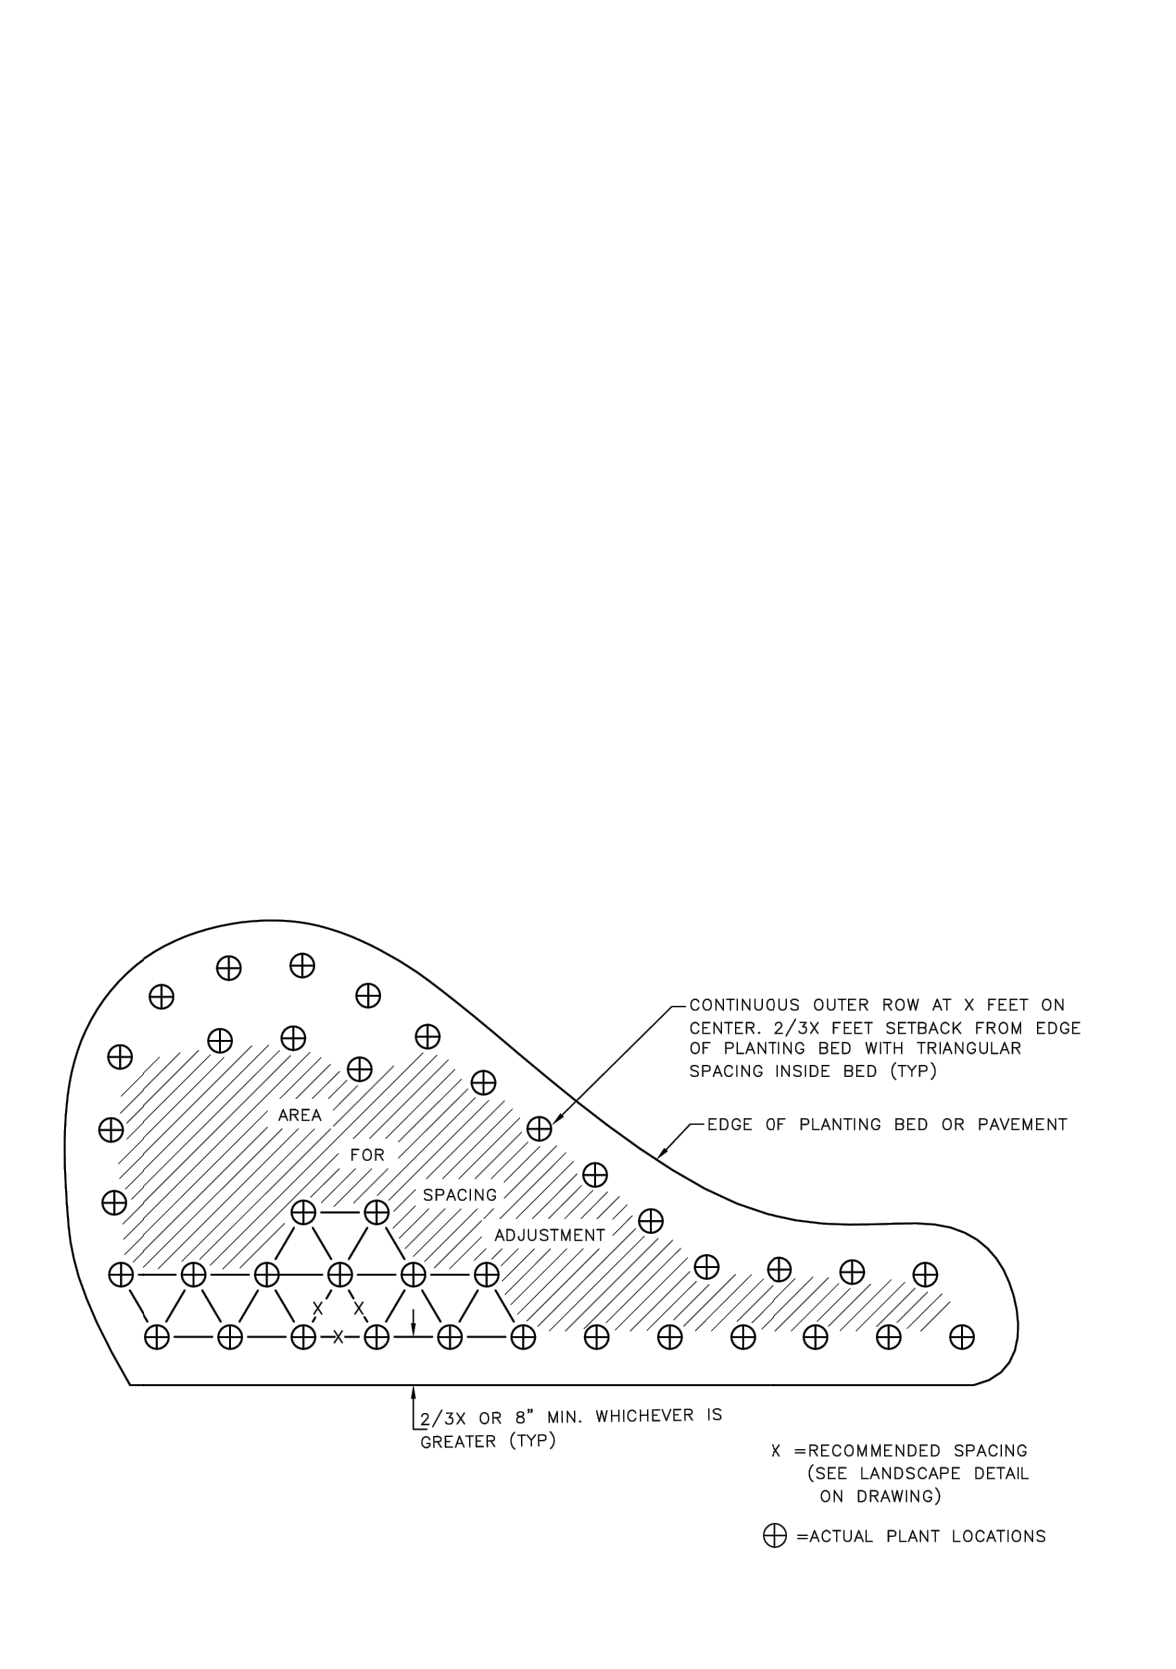 CONTINUOUS OUTER ROW AT X FEET ON
CENTER. 2/3X FEET SETBACK FROM EDGE
OF PLANTING BED WITH TRIANGULAR
SPACING INSIDE BED (TYP)
EDGE OF PLANTING BED OR PAVEMENT
AREA
FOR
SPACING
ADJUSTMENT
X
X
X
2/3X OR 8" MIN. WHICHEVER IS
GREATER (TYP)
X =RECOMMENDED SPACING
(SEE LANDSCAPE DETAIL
ON DRAWING)
=ACTUAL PLANT LOCATIONS